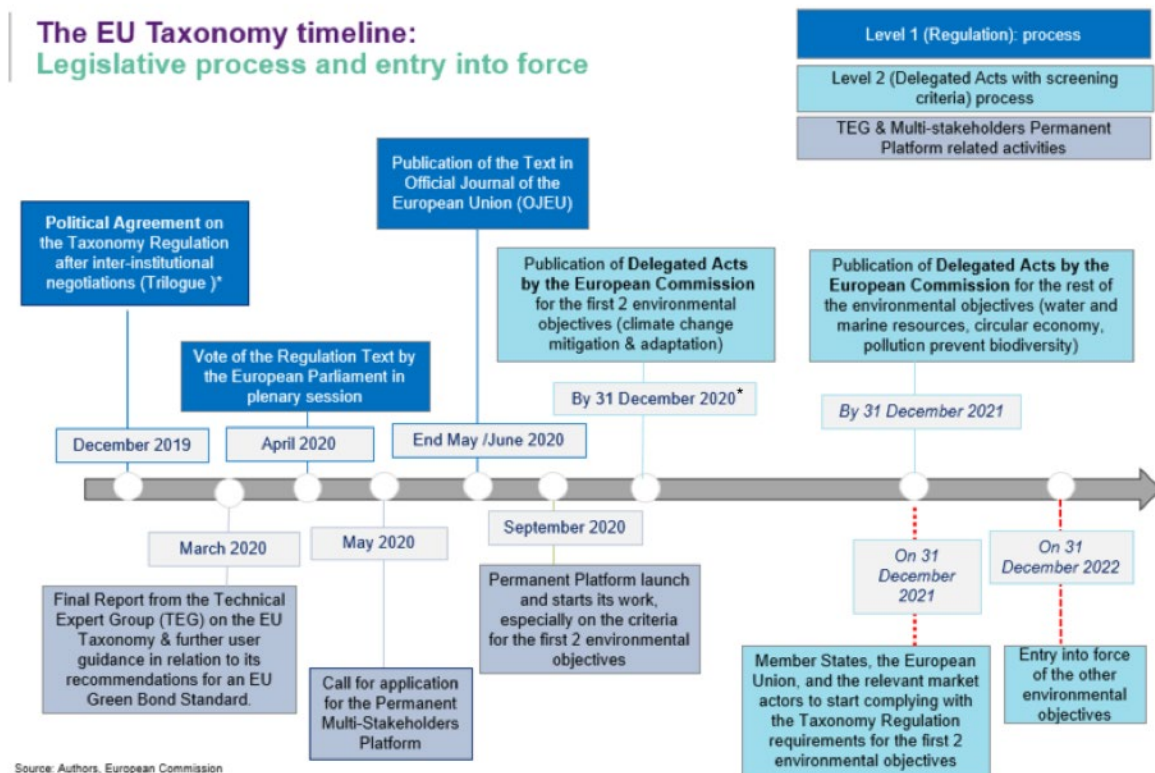 The EU Taxonomy timeline:
Legislative process and entry into force
Level 1 (Regulation): process
Level 2 (Delegated Acts with screening
criteria) process
TEG & Multi-stakeholders Permanent
Platform related activities
Political Agreement on
the Taxonomy Regulation
after inter-institutional
negotiations (Trilogue )*
Vote of the Regulation Text by
the European Parliament in
plenary session
Publication of the Text in
Official Journal of the
European Union (OJEU)
Publication of Delegated Acts
by the European Commission
for the first 2 environmental
objectives (climate change
mitigation & adaptation)
Publication of Delegated Acts by the
European Commission for the rest of
the environmental objectives (water and
marine resources, circular economy,
pollution prevent biodiversity)
December 2019
April 2020
End May /June 2020
By 31 December 2020*
By 31 December 2021
March 2020
May 2020
September 2020
On 31
December
2021
On 31
December 2022
Final Report from the Technical
Expert Group (TEG) on the EU
Taxonomy & further user
guidance in relation to its
recommendations for an EU
Green Bond Standard.
Call for application
for the Permanent
Multi-Stakeholders
Platform
Permanent Platform launch
and starts its work,
especially on the criteria
for the first 2 environmental
objectives
Member States, the European
Union, and the relevant market
actors to start complying with
the Taxonomy Regulation
requirements for the first 2
environmental objectives
Entry into force
of the other
environmental
objectives
Source: Authors, European Commission